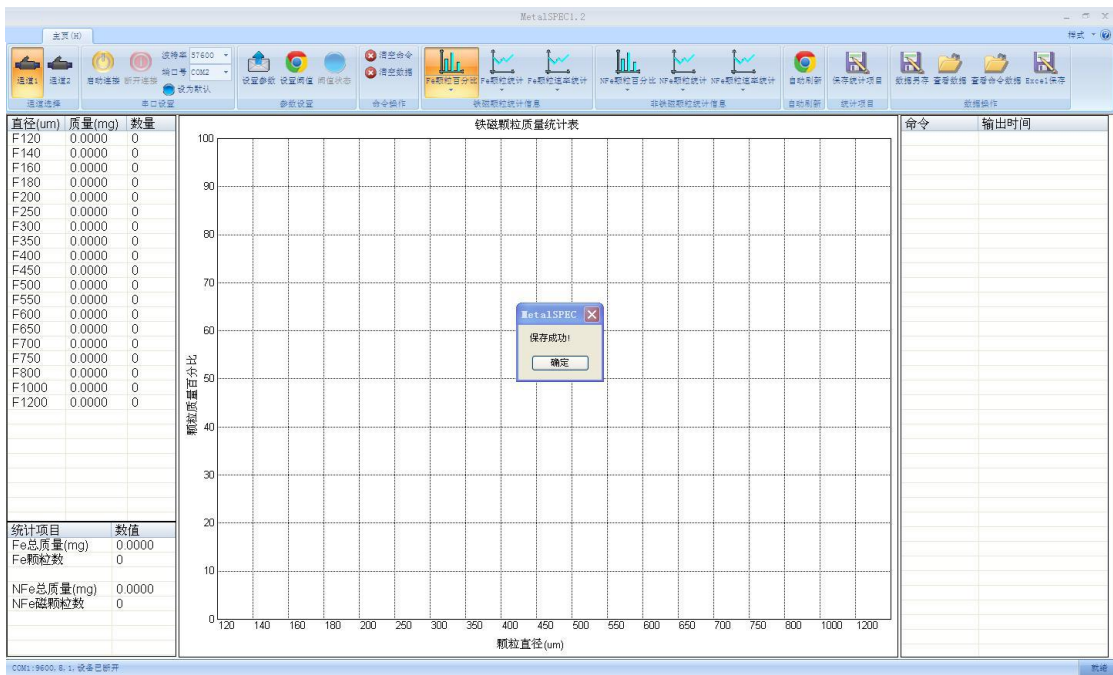 MetalSPEC1.2
主页(H)
样式
波特率 57600
端口号 COM2
设为默认
通道1 通道2 启动连接 断开连接 设置参数 设置阈值 阈值状态
清空命令
清空数据
Fe颗粒百分比 Fe颗粒统计 Fe颗粒速率统计 NFe颗粒百分比 NFe颗粒统计 NFe颗粒速率统计 自动刷新 保存统计项目 数据另存 查看数据 查看命令数据 Excel保存
通道选择 串口设置 参数设置 命令操作 铁磁颗粒统计信息 非铁磁颗粒统计信息 自动刷新 统计项目 数据操作
直径(um) 质量(mg) 数量
F120 0.0000 0
F140 0.0000 0
F160 0.0000 0
F180 0.0000 0
F200 0.0000 0
F250 0.0000 0
F300 0.0000 0
F350 0.0000 0
F400 0.0000 0
F450 0.0000 0
F500 0.0000 0
F550 0.0000 0
F600 0.0000 0
F650 0.0000 0
F700 0.0000 0
F750 0.0000 0
F800 0.0000 0
F1000 0.0000 0
F1200 0.0000 0
统计项目 数值
Fe总质量(mg) 0.0000
Fe颗粒数 0
NFe总质量(mg) 0.0000
NFe磁颗粒数 0
铁磁颗粒质量统计表
颗粒质量百分比
100
90
80
70
60
50
40
30
20
10
0
120 140 160 180 200 250 300 350 400 450 500 550 600 650 700 750 800 1000 1200
颗粒直径(um)
MetalSPEC
保存成功!
确定
命令 输出时间
COM1:9600,8,1,设备已断开
就绪